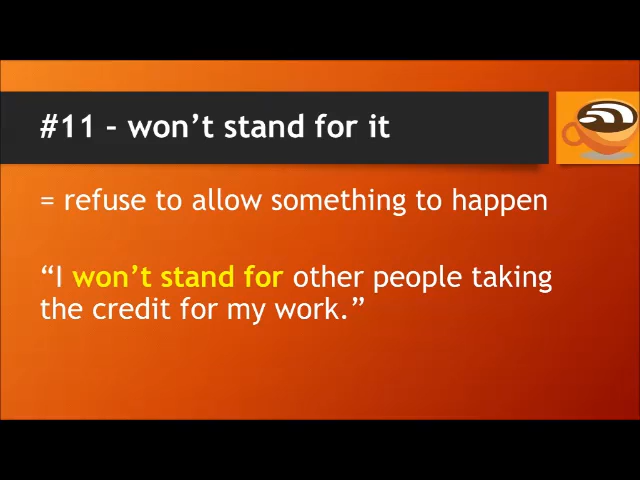 #11 – won’t stand for it
= refuse to allow something to happen
“I won’t stand for other people taking
the credit for my work.”